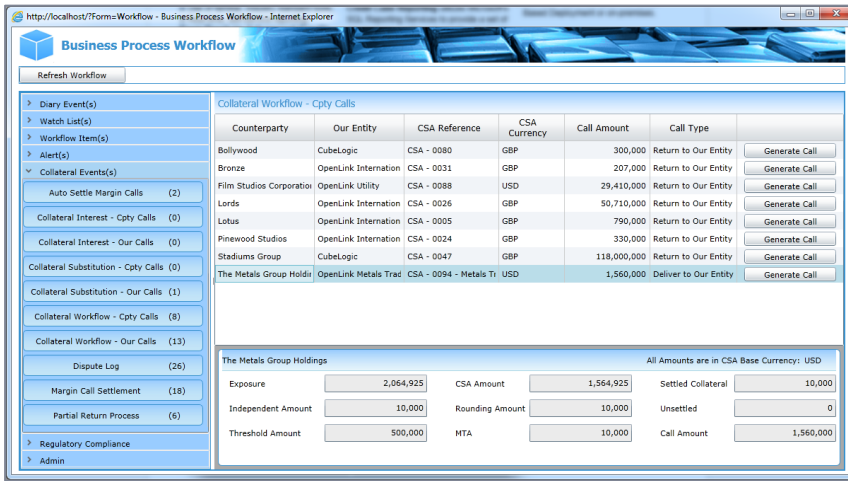 http://localhost/?Form=Workflow - Business Process Workflow - Internet Explorer
Business Process Workflow
Refresh Workflow
Diary Event(s)
Watch List(s)
Workflow Item(s)
Alert(s)
Collateral Events(s)
Auto Settle Margin Calls (2)
Collateral Interest - Cpty Calls (0)
Collateral Interest - Our Calls (0)
Collateral Substitution - Cpty Calls (0)
Collateral Substitution - Our Calls (1)
Collateral Workflow - Cpty Calls (8)
Collateral Workflow - Our Calls (13)
Dispute Log (26)
Margin Call Settlement (18)
Partial Return Process (6)
Regulatory Compliance
Admin
Collateral Workflow - Cpty Calls
Counterparty Our Entity CSA Reference CSA Currency Call Amount Call Type
Bollywood CubeLogic CSA - 0080 GBP 300,000 Return to Our Entity Generate Call
Bronze OpenLink Internation CSA - 0031 GBP 207,000 Return to Our Entity Generate Call
Film Studios Corporatio OpenLink Utility CSA - 0088 USD 29,410,000 Return to Our Entity Generate Call
Lords OpenLink Internation CSA - 0026 GBP 50,710,000 Return to Our Entity Generate Call
Lotus OpenLink Internation CSA - 0005 GBP 790,000 Return to Our Entity Generate Call
Pinewood Studios OpenLink Internation CSA - 0024 GBP 330,000 Return to Our Entity Generate Call
Stadiums Group CubeLogic CSA - 0047 GBP 118,000,000 Return to Our Entity Generate Call
The Metals Group Holdi OpenLink Metals Trad CSA - 0094 - Metals Tr USD 1,560,000 Deliver to Our Entity Generate Call
The Metals Group Holdings All Amounts are in CSA Base Currency: USD
Exposure 2,064,925 CSA Amount 1,564,925 Settled Collateral 10,000
Independent Amount 10,000 Rounding Amount 10,000 Unsettled 0
Threshold Amount 500,000 MTA 10,000 Call Amount 1,560,000